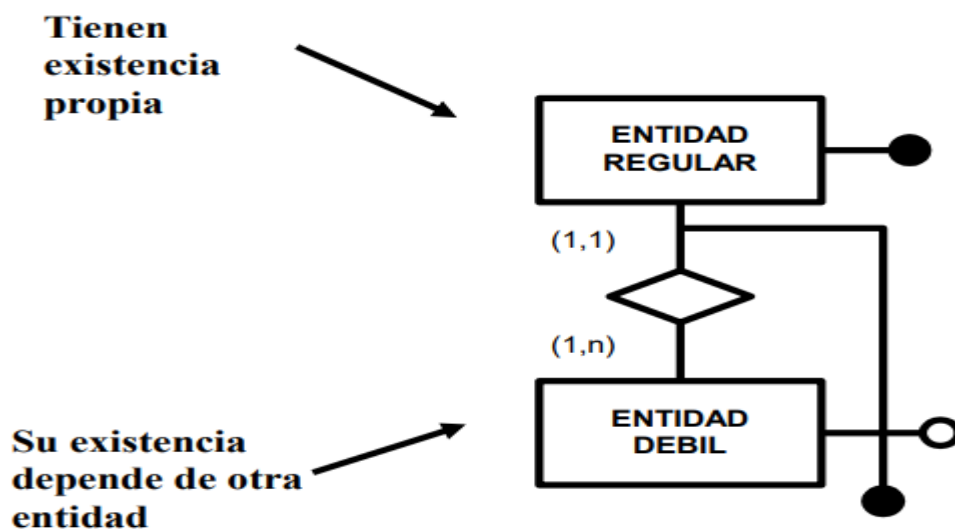 Tienen
existencia
propia
ENTIDAD
REGULAR
(1,1)
(1,n)
ENTIDAD
DEBIL
Su existencia
depende de otra
entidad